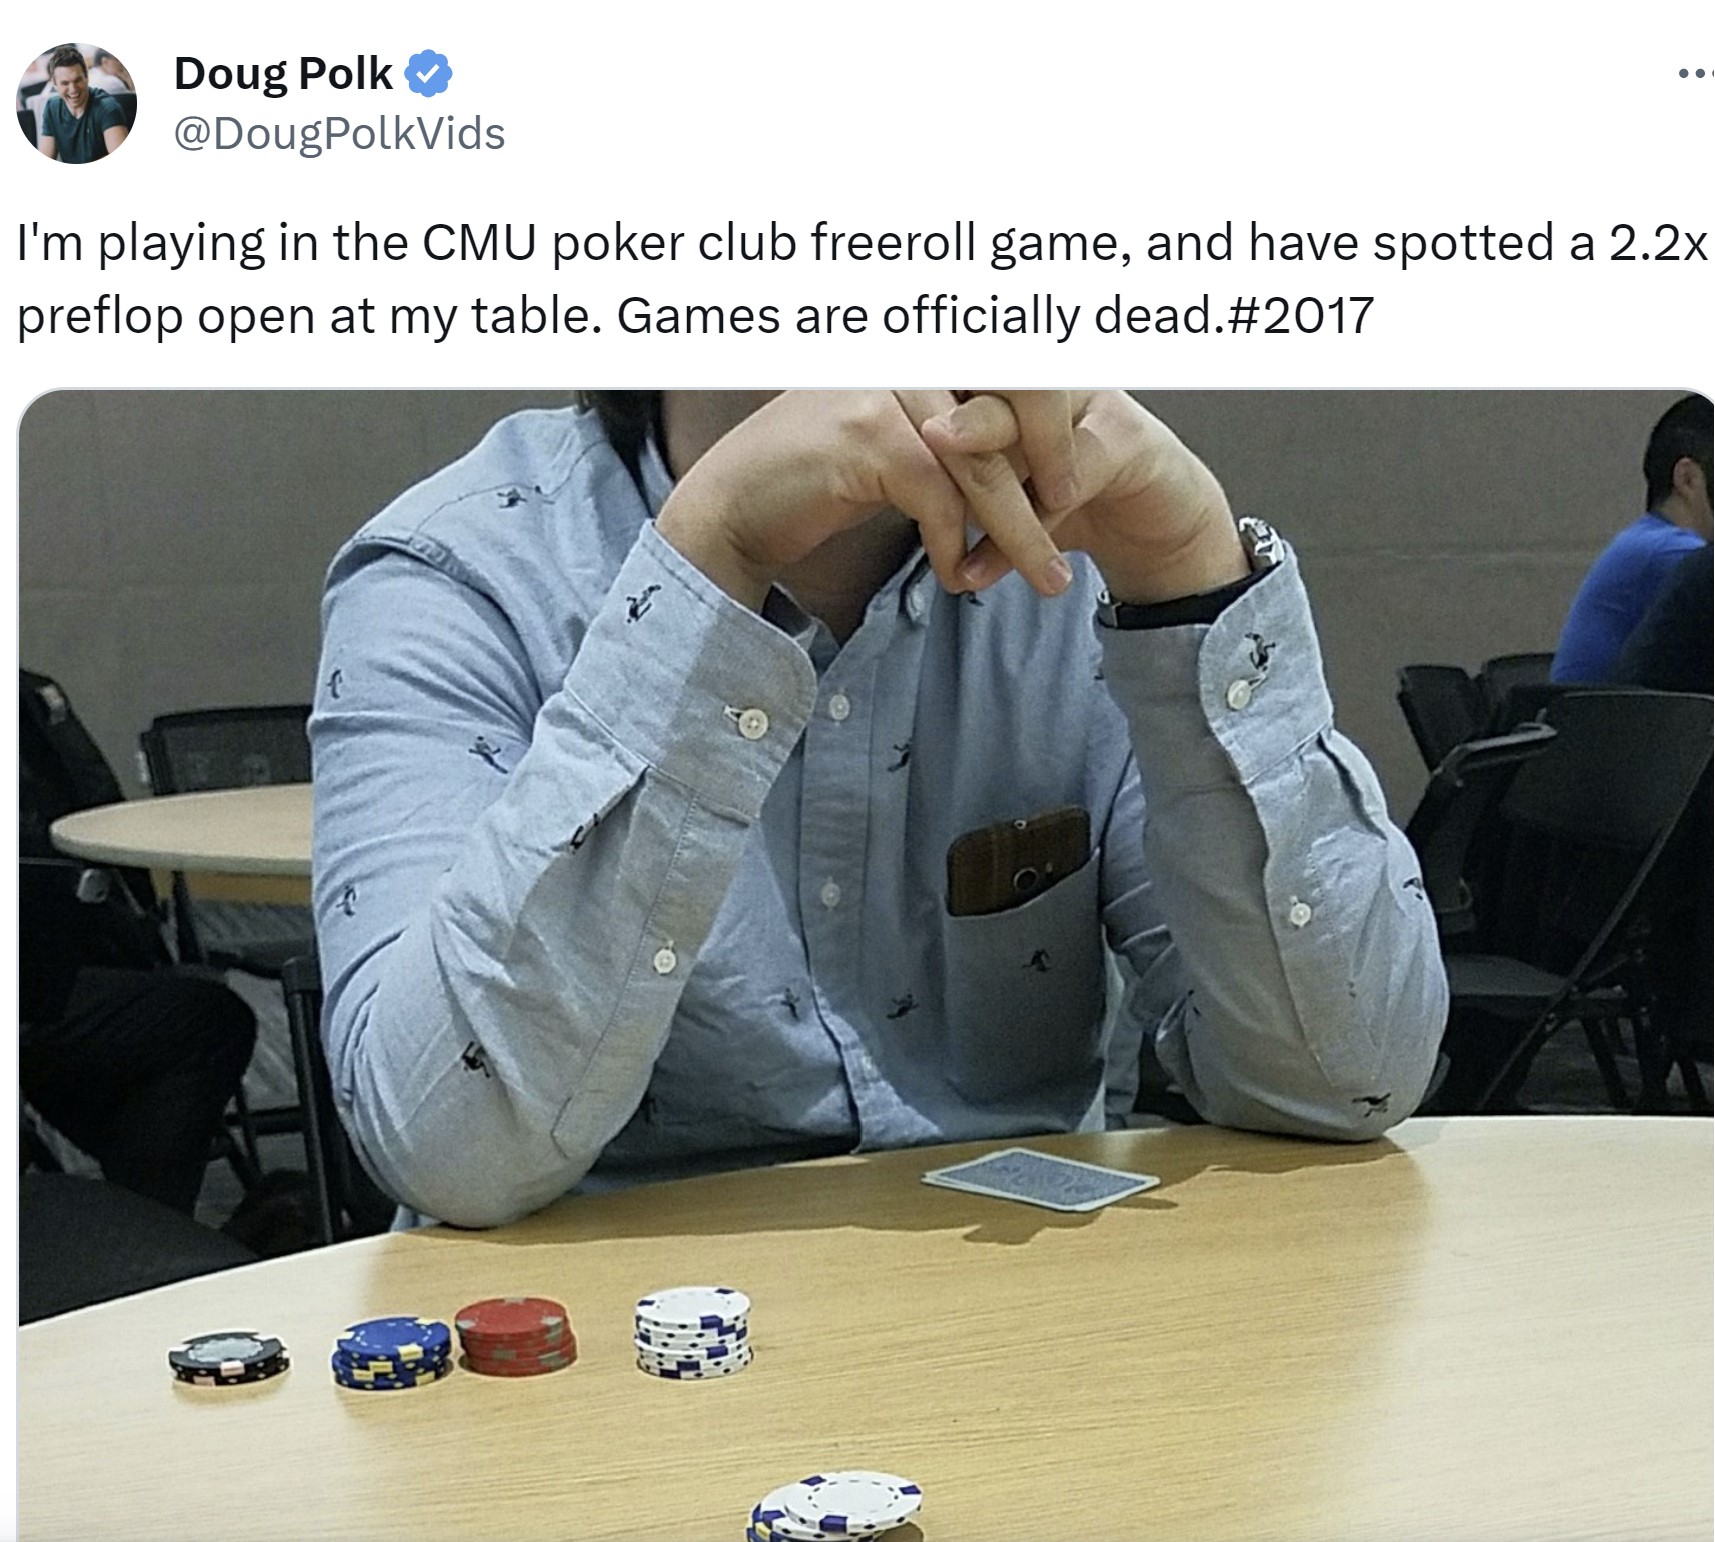 Doug Polk
@DougPolkVids
I'm playing in the CMU poker club freeroll game, and have spotted a 2.2x
preflop open at my table. Games are officially dead.#2017